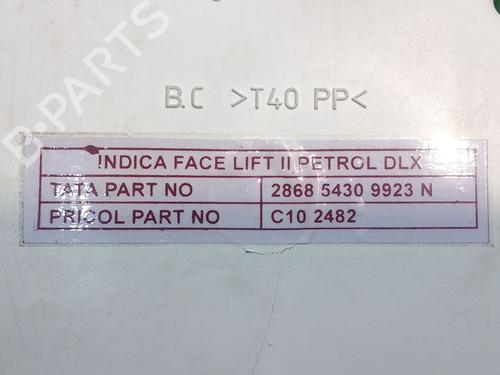 B-PARTS
B.C >T40 PP<
INDICA FACE LIFT II PETROL DLX
TATA PART NO 2868 5430 9923 N
PRICOL PART NO C10 2482